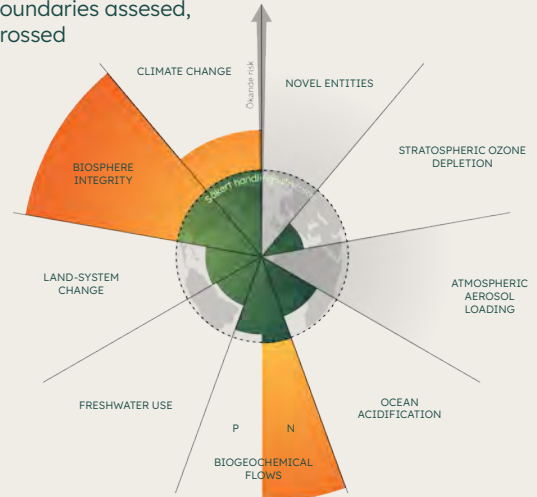 oundaries assesed,
rossed
CLIMATE CHANGE
Ökande risk
NOVEL ENTITIES
STRATOSPHERIC OZONE
DEPLETION
BIOSPHERE
INTEGRITY
Säkert
LAND-SYSTEM
CHANGE
ATMOSPHERIC
AEROSOL
LOADING
FRESHWATER USE
OCEAN
ACIDIFICATION
P
N
BIOGEOCHEMICAL
FLOWS